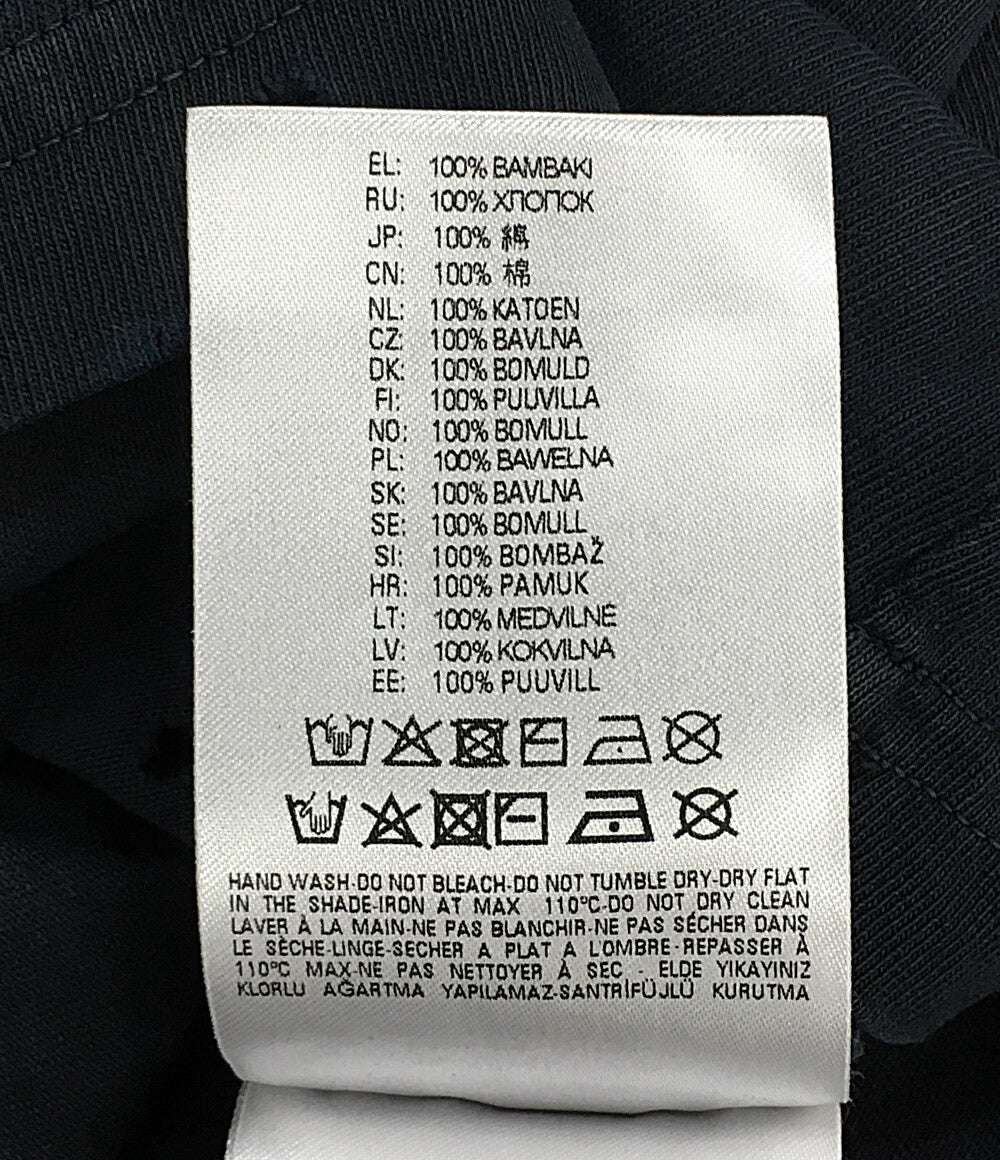 EL: 100% BAMBAKI
RU: 100% ХЛОПОК
JP: 100% 綿
CN: 100% 棉
NL: 100% KATOEN
CZ: 100% BAVLNA
DK: 100% BOMULD
FI: 100% PUUVILLA
NO: 100% BOMULL
PL: 100% BAWEŁNA
SK: 100% BAVLNA
SE: 100% BOMULL
SI: 100% BOMBAŽ
HR: 100% PAMUK
LT: 100% MEDVILNĖ
LV: 100% KOKVILNA
EE: 100% PUUVILL
HAND WASH-DO NOT BLEACH-DO NOT TUMBLE DRY-DRY FLAT
IN THE SHADE-IRON AT MAX 110°C-DO NOT DRY CLEAN
LAVER À LA MAIN-NE PAS BLANCHIR-NE PAS SÉCHER DANS
LE SÈCHE-LINGE-SECHER A PLAT A L'OMBRE-REPASSER À
110°C MAX-NE PAS NETTOYER À SEC - ELDE YIKAYINIZ
KLORLU AĞARTMA YAPILAMAZ-SANTRİFÜJLÜ KURUTMA